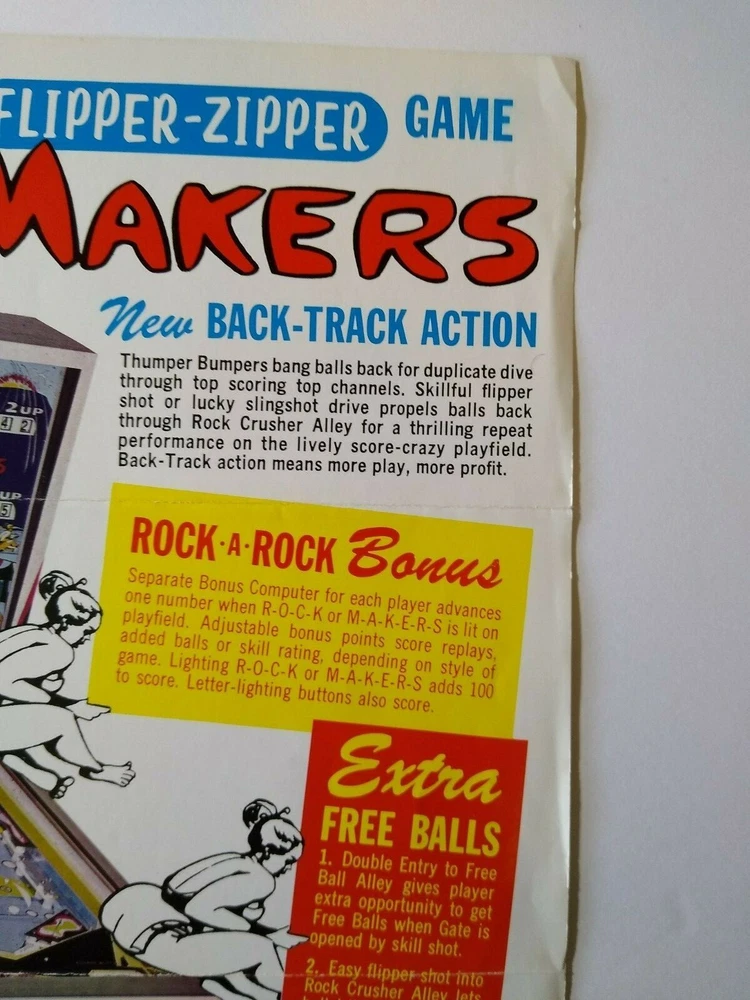 FLIPPER-ZIPPER GAME
MAKERS
New BACK-TRACK ACTION
Thumper Bumpers bang balls back for duplicate dive
through top scoring top channels. Skillful flipper
shot or lucky slingshot drive propels balls back
through Rock Crusher Alley for a thrilling repeat
performance on the lively score-crazy playfield.
Back-Track action means more play, more profit.
2UP
4 2
UP
5
ROCK·A·ROCK Bonus
Separate Bonus Computer for each player advances
one number when R-O-C-K or M-A-K-E-R-S is lit on
playfield. Adjustable bonus points score replays,
added balls or skill rating, depending on style of
game. Lighting R-O-C-K or M-A-K-E-R-S adds 100
to score. Letter-lighting buttons also score.
Extra
FREE BALLS
1. Double Entry to Free
Ball Alley gives player
extra opportunity to get
Free Balls when Gate is
opened by skill shot.
2. Easy flipper shot into
Rock Crusher Alley lets